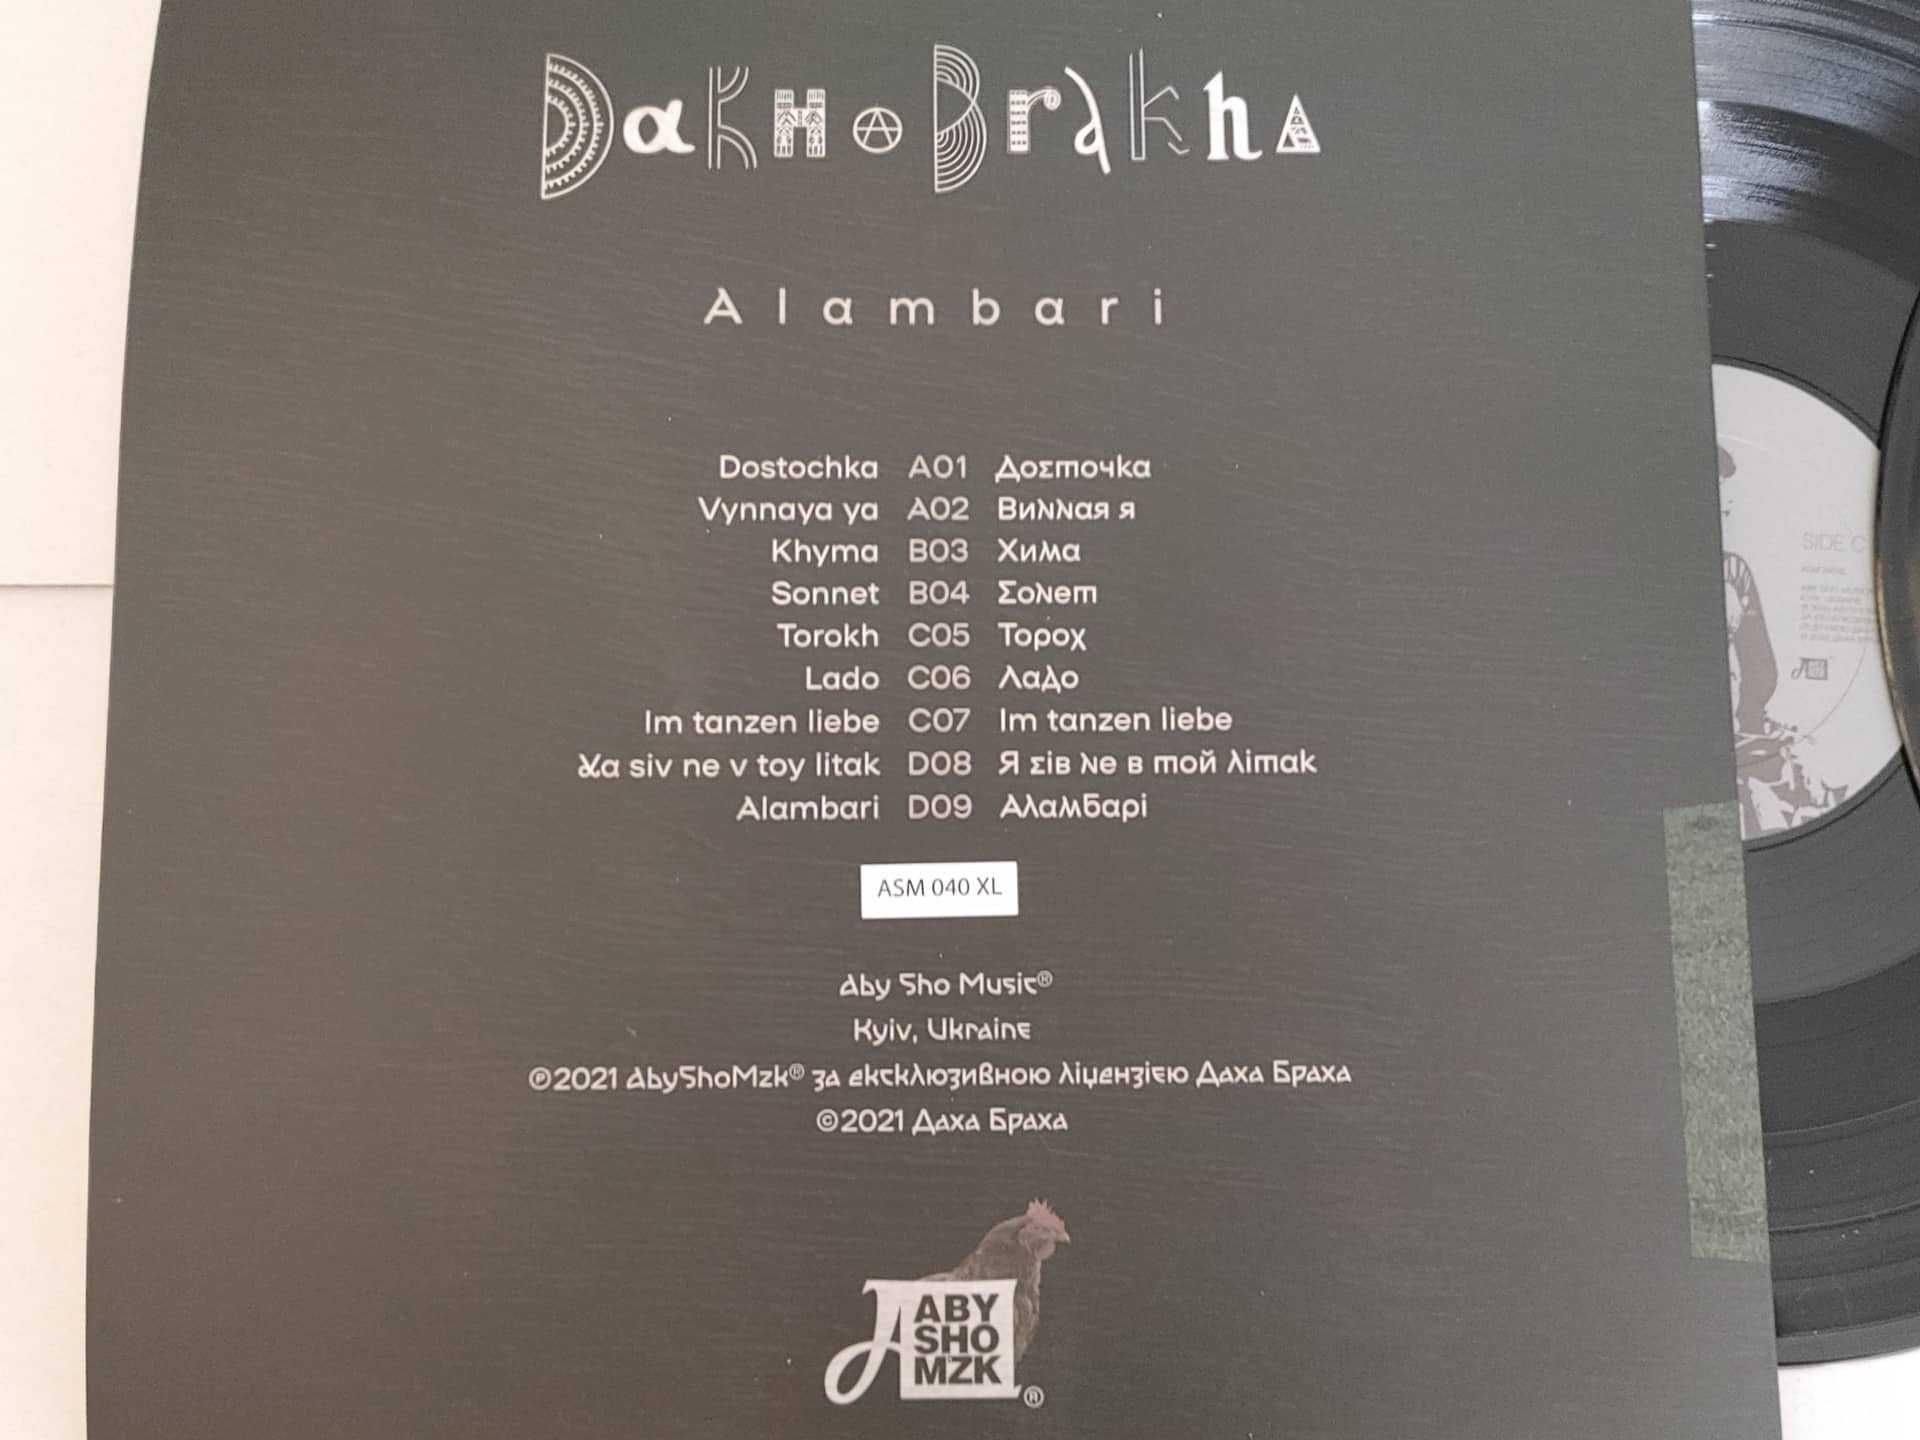 DakhaBrakha
Alambari
Dostochka A01 Досточка
Vynnaya ya A02 Винная я
Khyma B03 Хима
Sonnet B04 Сонет
Torokh C05 Торох
Lado C06 Ладо
Im tanzen liebe C07 Im tanzen liebe
Ya siv ne v toy litak D08 Я сів не в той літак
Alambari D09 Аламбарі
ASM 040 XL
Aby Sho Music®
Kyiv, Ukraine
℗2021 AbyShoMzk® за ексклюзивною ліцензією Даха Браха
©2021 Даха Браха
ABY
SHO
MZK
®
SIDE C